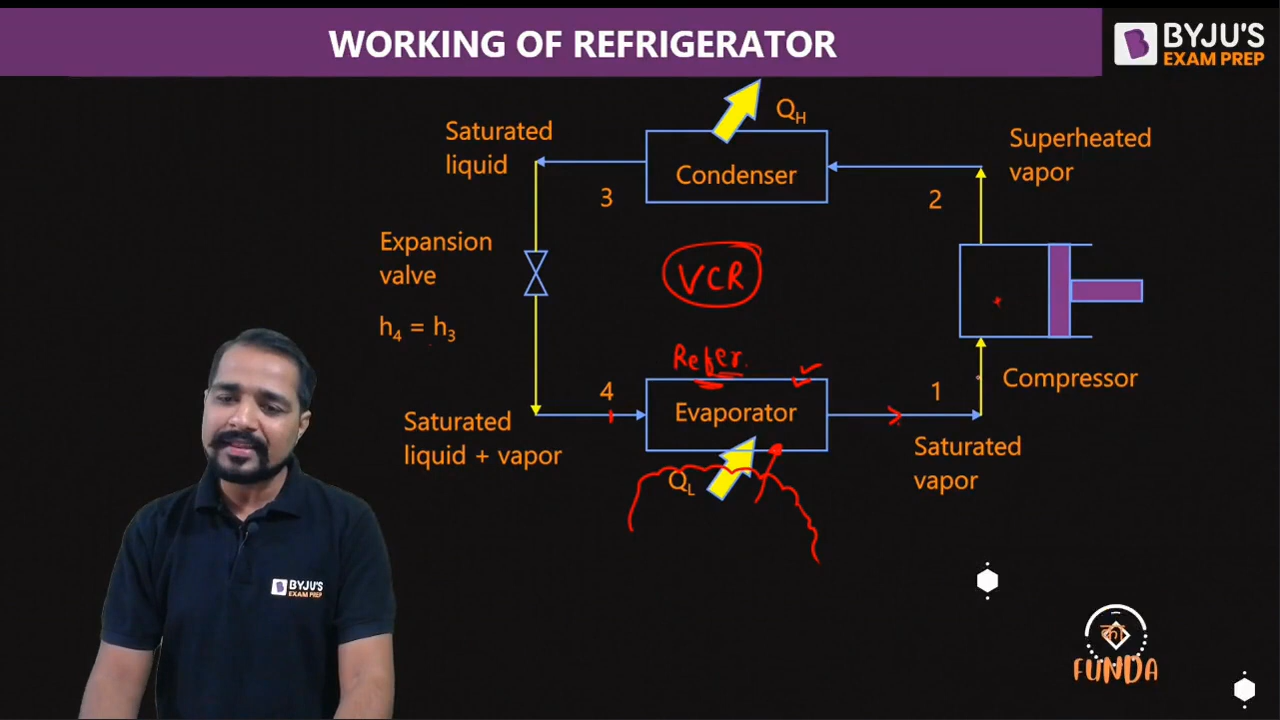 WORKING OF REFRIGERATOR
BYJU'S
EXAM PREP
Q_H
Saturated
liquid
Condenser
Superheated
vapor
3
2
Expansion
valve
VCR
h_4 = h_3
Refer.
4
Evaporator
1
Compressor
Saturated
liquid + vapor
Saturated
vapor
Q_L
BYJU'S
EXAM PREP
का
FUNDA